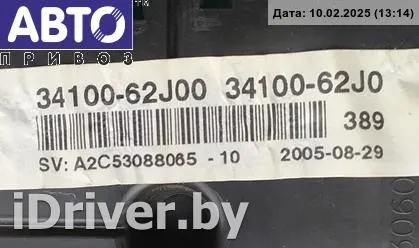 АВТО
ПРИВОЗ
Дата: 10.02.2025 (13:14)
34100-62J00 34100-62J0
389
SV: A2C53088065 - 10 2005-08-29
iDriver.by